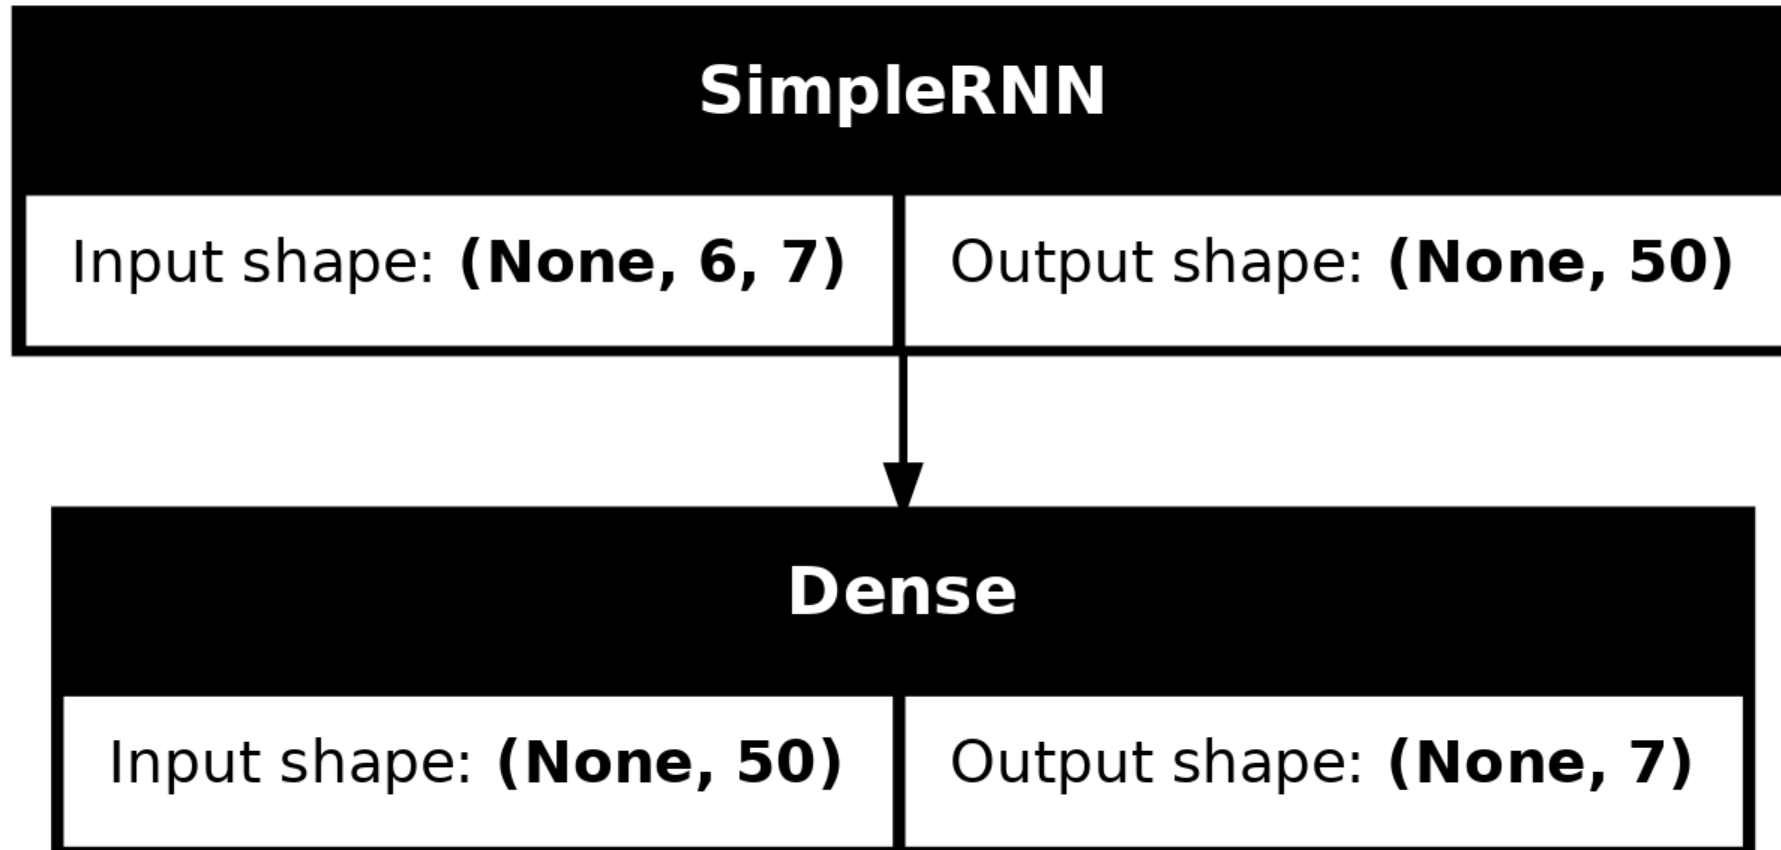 SimpleRNN
Input shape: (None, 6, 7) Output shape: (None, 50)
Dense
Input shape: (None, 50) Output shape: (None, 7)